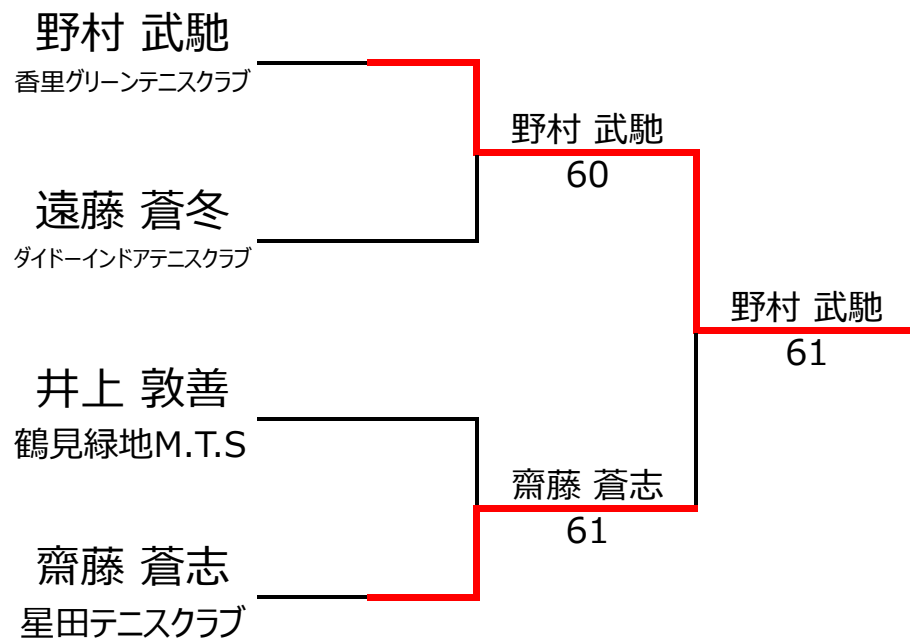 野村 武馳
香里グリーンテニスクラブ
遠藤 蒼冬
ダイドーインドアテニスクラブ
井上 敦善
鶴見緑地M.T.S
齋藤 蒼志
星田テニスクラブ
野村 武馳
60
齋藤 蒼志
61
野村 武馳
61